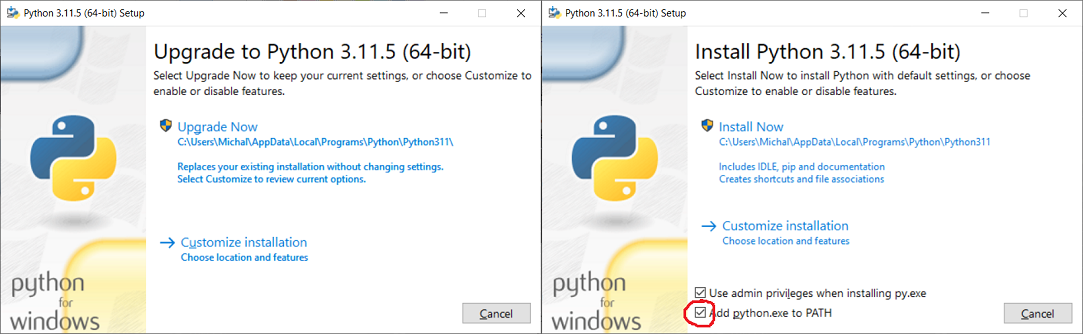 Python 3.11.5 (64-bit) Setup
Upgrade to Python 3.11.5 (64-bit)
Select Upgrade Now to keep your current settings, or choose Customize to
enable or disable features.
Upgrade Now
C:\Users\Michal\AppData\Local\Programs\Python\Python311\
Replaces your existing installation without changing settings.
Select Customize to review current options.
Customize installation
Choose location and features
python
for
windows
Cancel
Python 3.11.5 (64-bit) Setup
Install Python 3.11.5 (64-bit)
Select Install Now to install Python with default settings, or choose
Customize to enable or disable features.
Install Now
C:\Users\Michal\AppData\Local\Programs\Python\Python311
Includes IDLE, pip and documentation
Creates shortcuts and file associations
Customize installation
Choose location and features
Use admin privileges when installing py.exe
Add python.exe to PATH
python
for
windows
Cancel